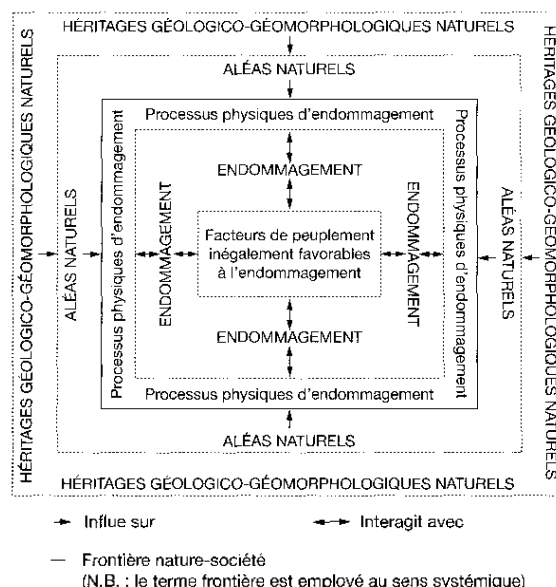 HÉRITAGES GÉOLOGICO-GÉOMORPHOLOGIQUES NATURELS
ALÉAS NATURELS
Processus physiques d'endommagement
ENDOMMAGEMENT
HÉRITAGES GÉOLOGICO-GÉOMORPHOLOGIQUES NATURELS
ALÉAS NATURELS
Processus physiques d'endommagement
ENDOMMAGEMENT
Facteurs de peuplement
inégalement favorables
à l'endommagement
ENDOMMAGEMENT
Processus physiques d'endommagement
ALÉAS NATURELS
HÉRITAGES GÉOLOGICO-GÉOMORPHOLOGIQUES NATURELS
ENDOMMAGEMENT
Processus physiques d'endommagement
ALÉAS NATURELS
HÉRITAGES GÉOLOGICO-GÉOMORPHOLOGIQUES NATURELS
Influe sur
Interagit avec
Frontière nature-société
(N.B. : le terme frontière est employé au sens systémique)